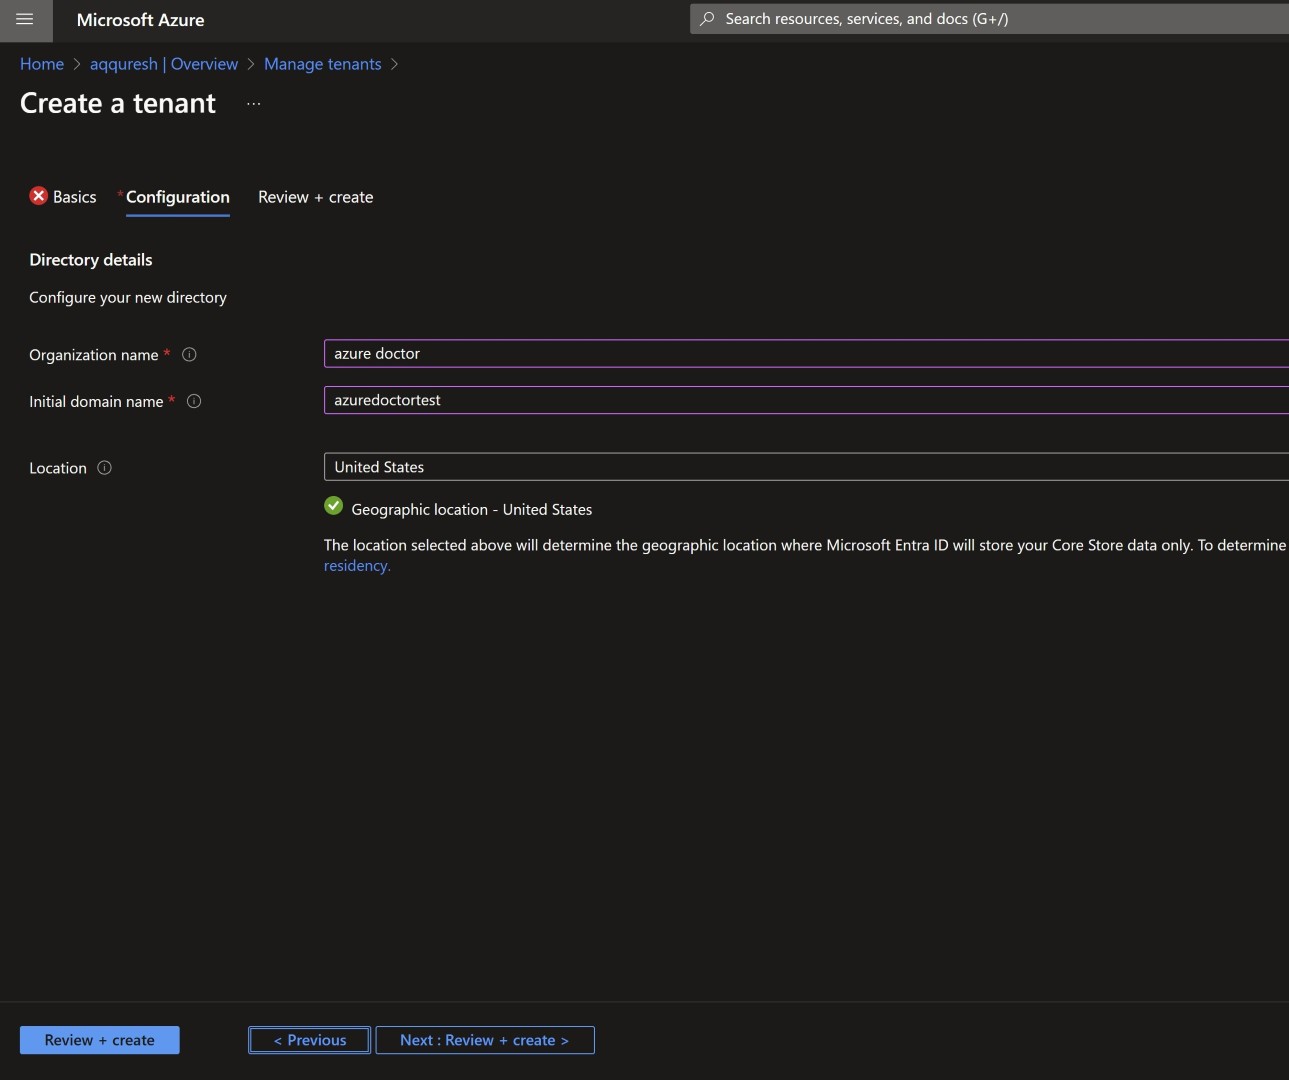 Microsoft Azure
Search resources, services, and docs (G+/)
Home > aqquresh | Overview > Manage tenants >
Create a tenant ...
Basics * Configuration Review + create
Directory details
Configure your new directory
Organization name * azure doctor
Initial domain name * azuredoctortest
Location United States
Geographic location - United States
The location selected above will determine the geographic location where Microsoft Entra ID will store your Core Store data only. To determine
residency.
Review + create < Previous Next : Review + create >